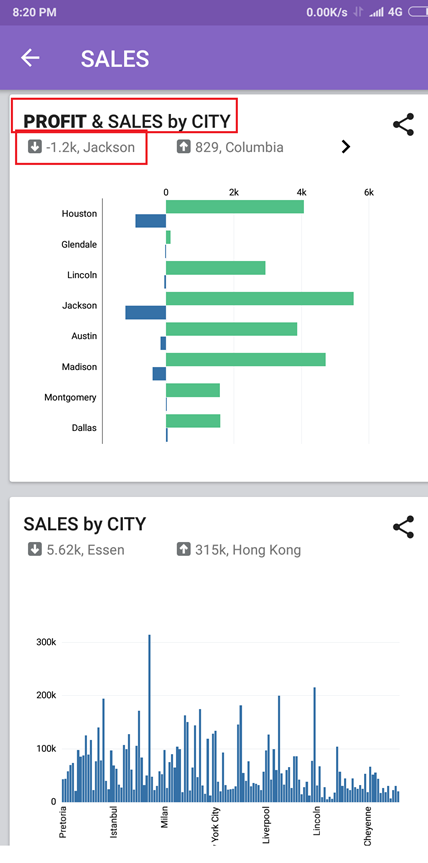 8:20 PM 0.00K/s 4G
SALES
PROFIT & SALES by CITY
-1.2k, Jackson 829, Columbia
0 2k 4k 6k
Houston
Glendale
Lincoln
Jackson
Austin
Madison
Montgomery
Dallas
SALES by CITY
5.62k, Essen 315k, Hong Kong
300k
200k
100k
0
Pretoria
Istanbul
Milan
York City
Liverpool
Lincoln
Cheyenne